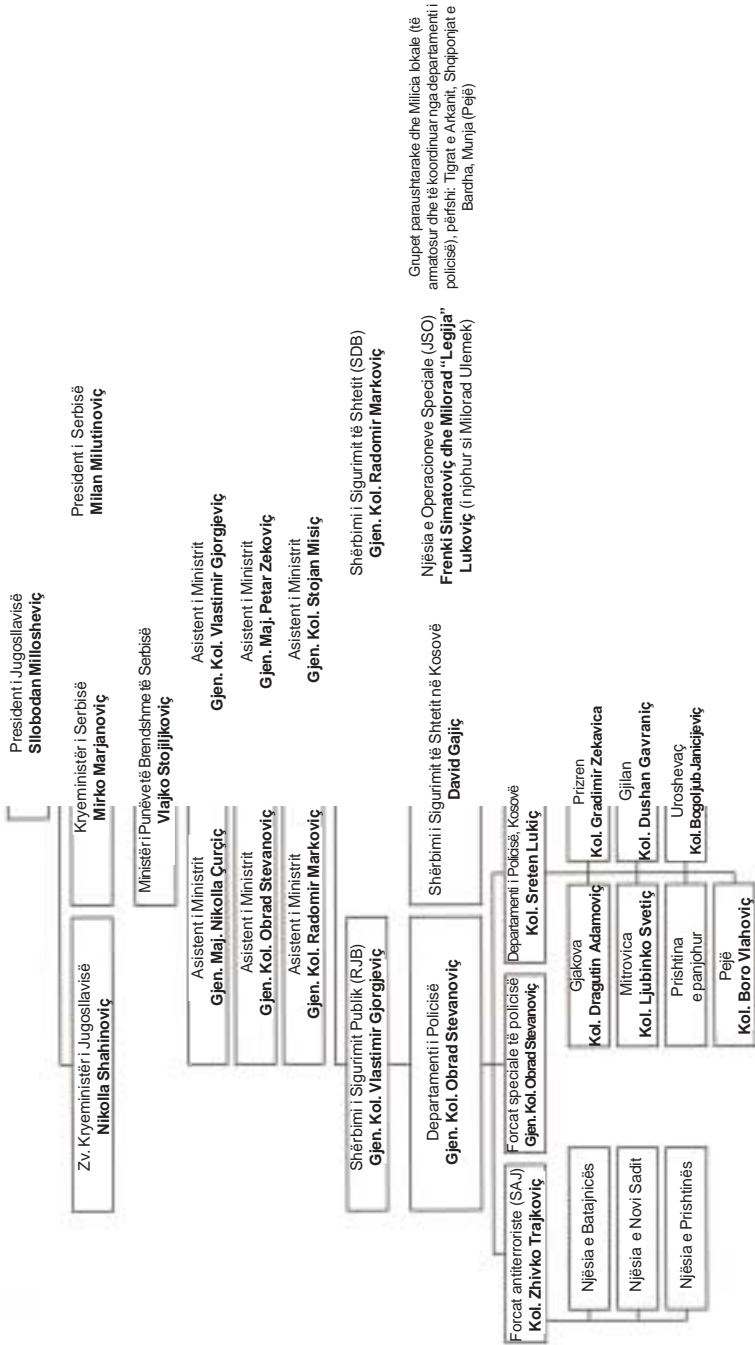 President i Jugosllavisë
Sllobodan Millosheviç
Zv. Kryeministër i Jugosllavisë
Nikolla Shahinoviç
Kryeministër i Serbisë
Mirko Marjanoviç
President i Serbisë
Milan Milutinoviç
Ministër i Punëve të Brendshme të Serbisë
Vlajko Stojiljkoviç
Asistent i Ministrit
Gjen. Maj. Nikolla Çurçiç
Asistent i Ministrit
Gjen. Kol. Vlastimir Gjorgjeviç
Asistent i Ministrit
Gjen. Kol. Obrad Stevanoviç
Asistent i Ministrit
Gjen. Maj. Petar Zekoviç
Asistent i Ministrit
Gjen. Kol. Radomir Markoviç
Asistent i Ministrit
Gjen. Kol. Stojan Misiç
Shërbimi i Sigurimit Publik (RJB)
Gjen. Kol. Vlastimir Gjorgjeviç
Shërbimi i Sigurimit të Shtetit (SDB)
Gjen. Kol. Radomir Markoviç
Departamenti i Policisë
Gjen. Kol. Obrad Stevanoviç
Shërbimi i Sigurimit të Shtetit në Kosovë
David Gajiç
Njësia e Operacioneve Speciale (JSO)
Frenki Simatoviç dhe Milorad “Legija”
Lukoviç (i njohur si Milorad Ulemek)
Grupet paraushtarake dhe Milicia lokale (të
armatosur dhe të koordinuar nga departamenti i
policisë), përfshi: Tigrat e Arkanit, Shqiponjat e
Bardha, Munja (Pejë)
Forcat antiterroriste (SAJ)
Kol. Zhivko Trajkoviç
Forcat speciale të policisë
Gjen. Kol. Obrad Stevanoviç
Departamenti i Policisë, Kosovë
Kol. Sreten Lukiç
Njësia e Batajnicës
Njësia e Novi Sadit
Njësia e Prishtinës
Gjakova
Kol. Dragutin Adamoviç
Prizren
Kol. Gradimir Zekavica
Mitrovica
Kol. Ljubinko Svetiç
Gjilan
Kol. Dushan Gavraniç
Prishtina
e panjohur
Uroshevaç
Kol. Bogoljub Janicijeviç
Pejë
Kol. Boro Vlahoviç